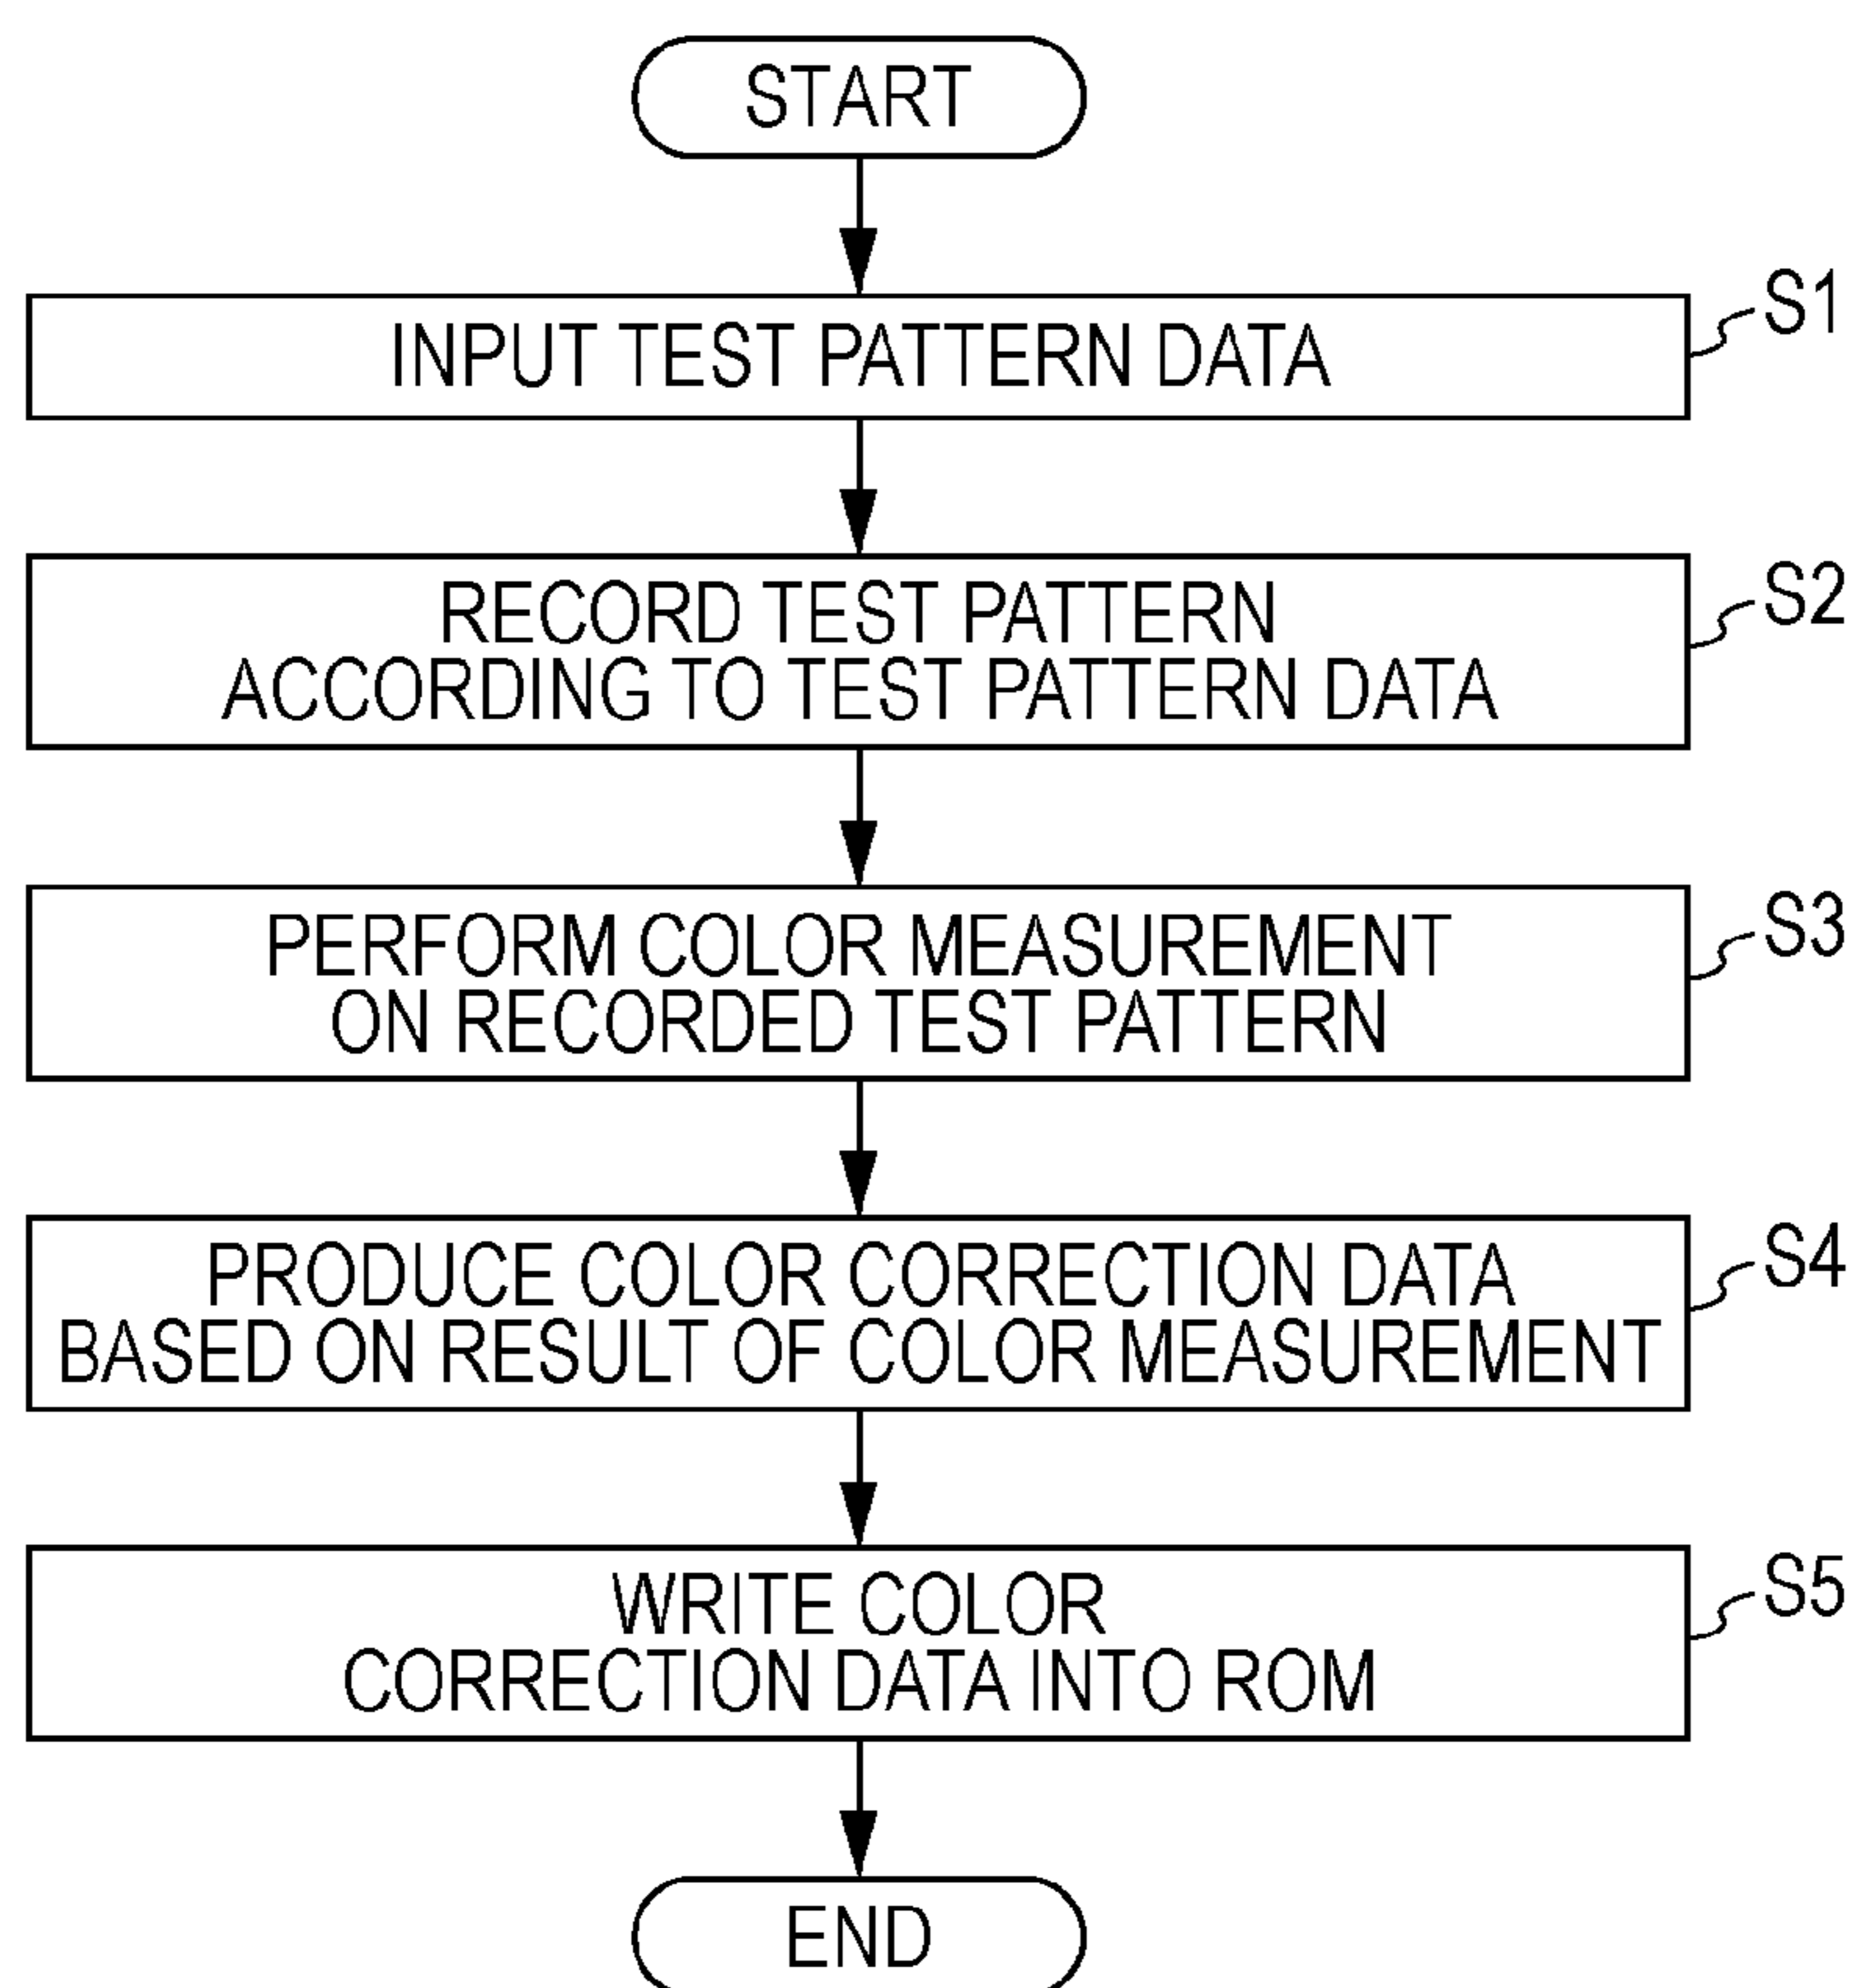 START
INPUT TEST PATTERN DATA
S1
RECORD TEST PATTERN
ACCORDING TO TEST PATTERN DATA
S2
PERFORM COLOR MEASUREMENT
ON RECORDED TEST PATTERN
S3
PRODUCE COLOR CORRECTION DATA
BASED ON RESULT OF COLOR MEASUREMENT
S4
WRITE COLOR
CORRECTION DATA INTO ROM
S5
END